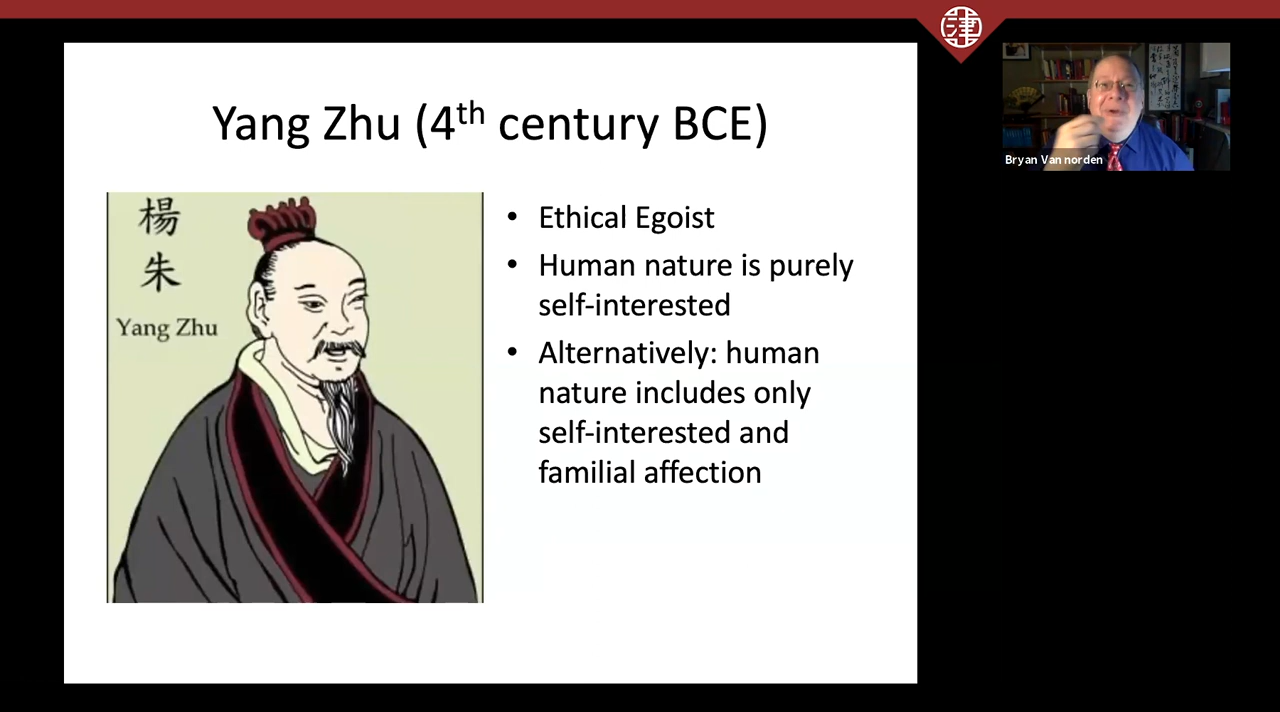 Yang Zhu (4th century BCE)
楊
朱
Yang Zhu
• Ethical Egoist
• Human nature is purely
self-interested
• Alternatively: human
nature includes only
self-interested and
familial affection
Bryan Van norden